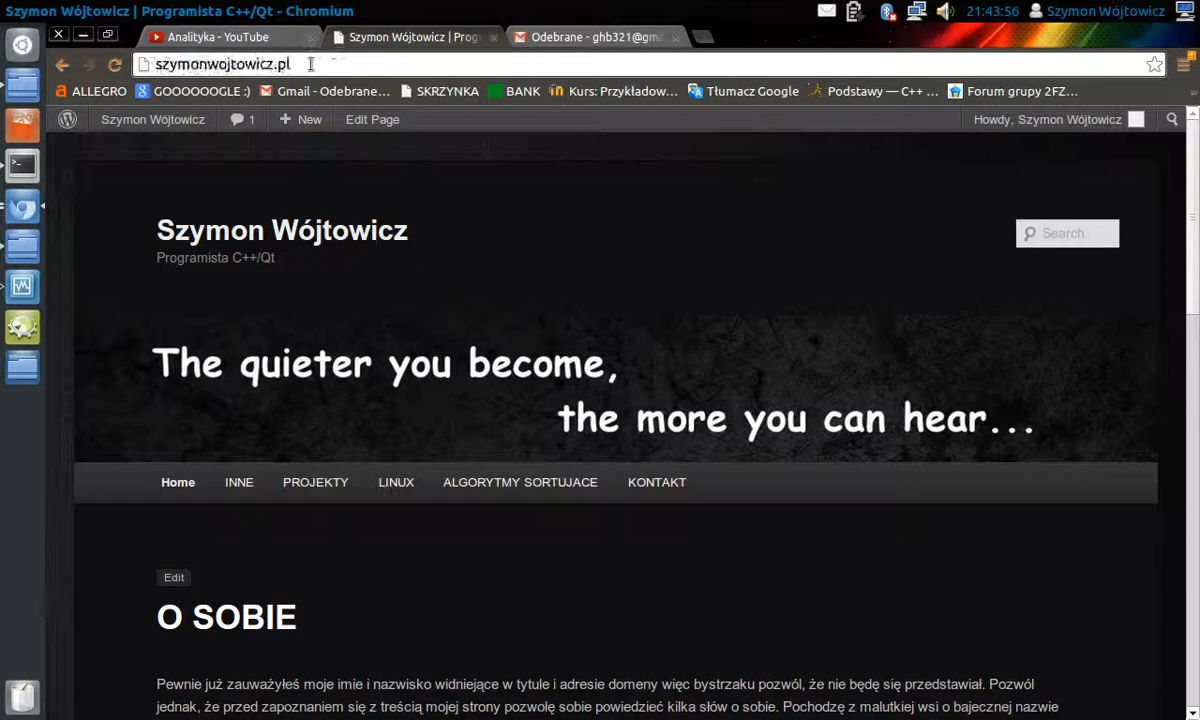 Szymon Wójtowicz | Programista C++/Qt - Chromium
21:43:56
Szymon Wójtowicz
Analityka - YouTube
Szymon Wójtowicz | Prog
Odebrane - ghb321@gma
szymonwojtowicz.pl
ALLEGRO
GOOOOOOGLE :)
Gmail - Odebrane...
SKRZYNKA
BANK
Kurs: Przykładow...
Tłumacz Google
Podstawy — C++ ...
Forum grupy 2FZ...
Szymon Wójtowicz
1
New
Edit Page
Howdy, Szymon Wójtowicz
Szymon Wójtowicz
Programista C++/Qt
Search
The quieter you become,
the more you can hear...
Home
INNE
PROJEKTY
LINUX
ALGORYTMY SORTUJACE
KONTAKT
Edit
O SOBIE
Pewnie już zauważyłeś moje imie i nazwisko widniejące w tytule i adresie domeny więc bystrzaku pozwól, że nie będę się przedstawiał. Pozwól
jednak, że przed zapoznaniem się z treścią mojej strony pozwolę sobie powiedzieć kilka słów o sobie. Pochodzę z malutkiej wsi o bajecznej nazwie